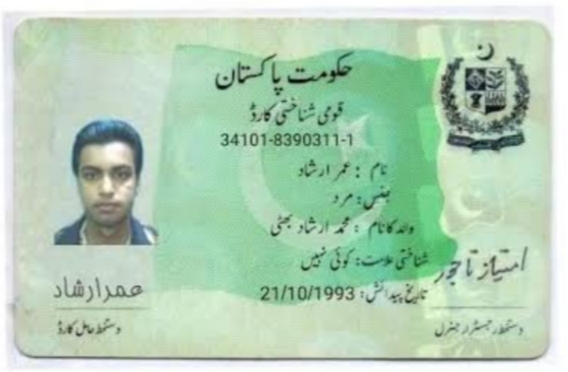 حکومت پاکستان
قومی شناختی کارڈ
34101-8390311-1
نام : عمر ارشاد
جنس: مرد
والد کا نام : محمد ارشاد بھٹی
شناختی علامت: کوئی نہیں
تاریخ پیدائش: 21/10/1993
امتیاز تاجور
عمر ارشاد
دستخط حامل کارڈ
دستخط رجسٹرار جنرل